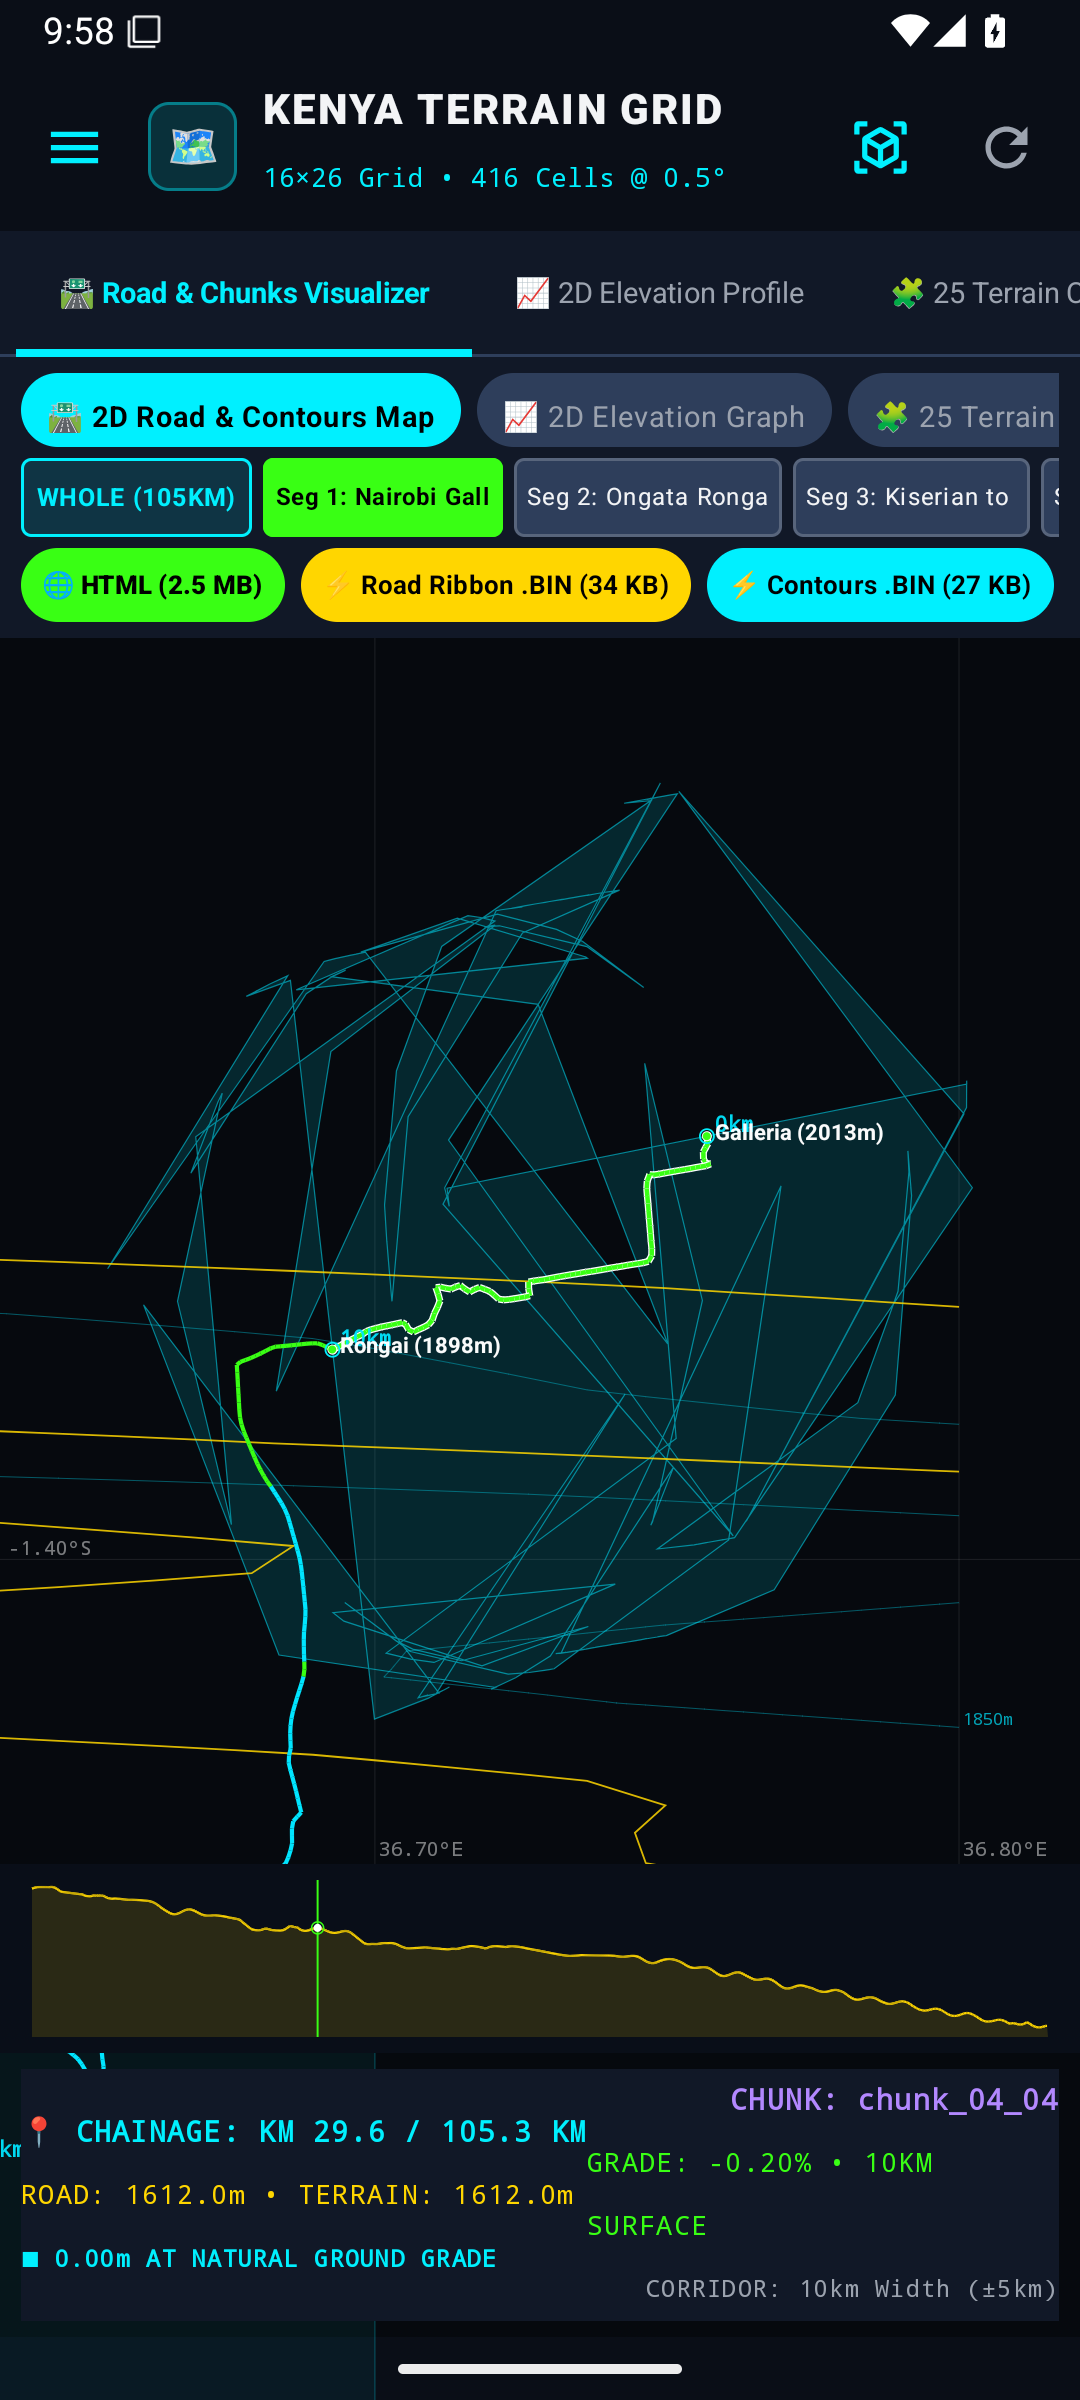 9:58
KENYA TERRAIN GRID
16×26 Grid • 416 Cells @ 0.5°
Road & Chunks Visualizer
2D Elevation Profile
25 Terrain C
2D Road & Contours Map
2D Elevation Graph
25 Terrain
WHOLE (105KM)
Seg 1: Nairobi Gall
Seg 2: Ongata Ronga
Seg 3: Kiserian to
HTML (2.5 MB)
Road Ribbon .BIN (34 KB)
Contours .BIN (27 KB)
0km
Galleria (2013m)
10km
Rongai (1898m)
-1.40°S
1850m
36.70°E
36.80°E
km
CHUNK: chunk_04_04
CHAINAGE: KM 29.6 / 105.3 KM
GRADE: -0.20% • 10KM
SURFACE
ROAD: 1612.0m • TERRAIN: 1612.0m
0.00m AT NATURAL GROUND GRADE
CORRIDOR: 10km Width (±5km)